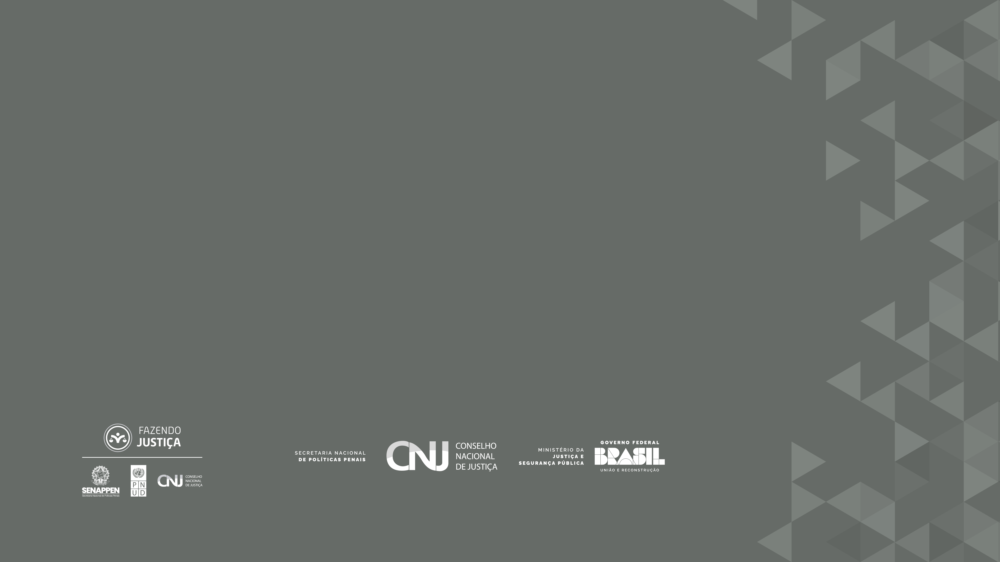 FAZENDO
JUSTIÇA
SENAPPEN
Secretaria Nacional de Políticas Penais
P N
U D
CNJ
CONSELHO
NACIONAL
DE JUSTIÇA
SECRETARIA NACIONAL
DE POLÍTICAS PENAIS
CNJ
CONSELHO
NACIONAL
DE JUSTIÇA
MINISTÉRIO DA
JUSTIÇA E
SEGURANÇA PÚBLICA
GOVERNO FEDERAL
BRASIL
UNIÃO E RECONSTRUÇÃO